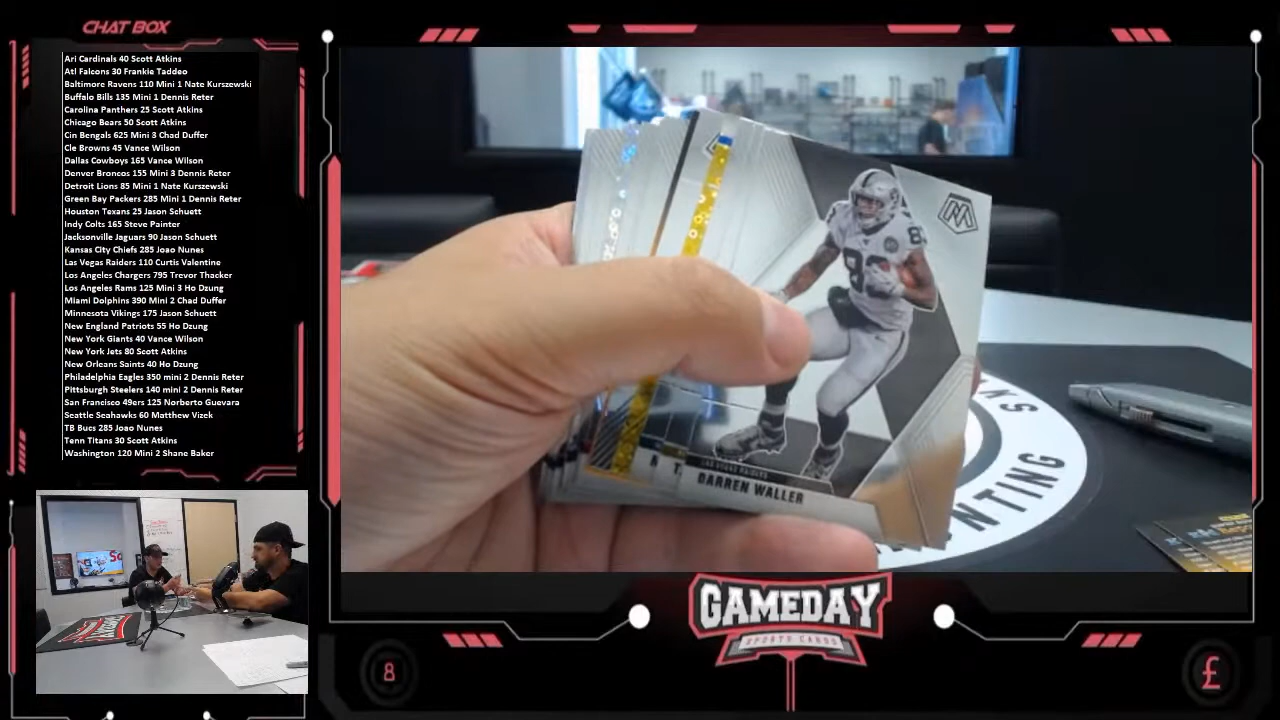 CHAT BOX
Ari Cardinals 40 Scott Atkins
Atl Falcons 30 Frankie Taddeo
Baltimore Ravens 110 Mini 1 Nate Kurszewski
Buffalo Bills 135 Mini 1 Dennis Reter
Carolina Panthers 25 Scott Atkins
Chicago Bears 50 Scott Atkins
Cin Bengals 625 Mini 3 Chad Duffer
Cle Browns 45 Vance Wilson
Dallas Cowboys 165 Vance Wilson
Denver Broncos 155 Mini 3 Dennis Reter
Detroit Lions 85 Mini 1 Nate Kurszewski
Green Bay Packers 285 Mini 1 Dennis Reter
Houston Texans 25 Jason Schuett
Indy Colts 165 Steve Painter
Jacksonville Jaguars 90 Jason Schuett
Kansas City Chiefs 285 Joao Nunes
Las Vegas Raiders 110 Curtis Valentine
Los Angeles Chargers 795 Trevor Thacker
Los Angeles Rams 125 Mini 3 Ho Dzung
Miami Dolphins 390 Mini 2 Chad Duffer
Minnesota Vikings 175 Jason Schuett
New England Patriots 55 Ho Dzung
New York Giants 40 Vance Wilson
New York Jets 80 Scott Atkins
New Orleans Saints 40 Ho Dzung
Philadelphia Eagles 350 mini 2 Dennis Reter
Pittsburgh Steelers 140 mini 2 Dennis Reter
San Francisco 49ers 125 Norberto Guevara
Seattle Seahawks 60 Matthew Vizek
TB Bucs 285 Joao Nunes
Tenn Titans 30 Scott Atkins
Washington 120 Mini 2 Shane Baker
M
83
LAS VEGAS RAIDERS
DARREN WALLER
NTING
GAMEDAY
SPORTS CARDS
8
£